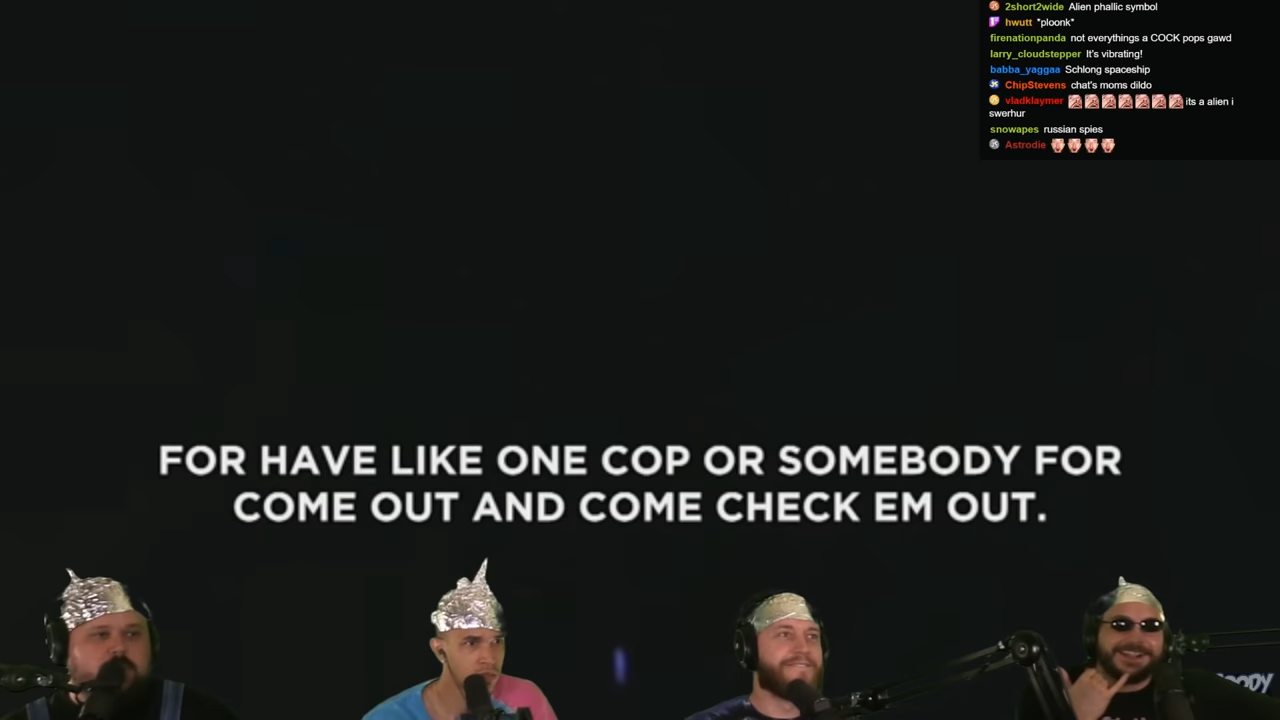 2short2wide Alien phallic symbol
hwutt *ploonk*
firenationpanda not everythings a COCK pops gawd
larry_cloudstepper It's vibrating!
babba_yaggaa Schlong spaceship
ChipStevens chat's moms dildo
vladklaymer its a alien i
swerhur
snowapes russian spies
Astrodie
FOR HAVE LIKE ONE COP OR SOMEBODY FOR
COME OUT AND COME CHECK EM OUT.